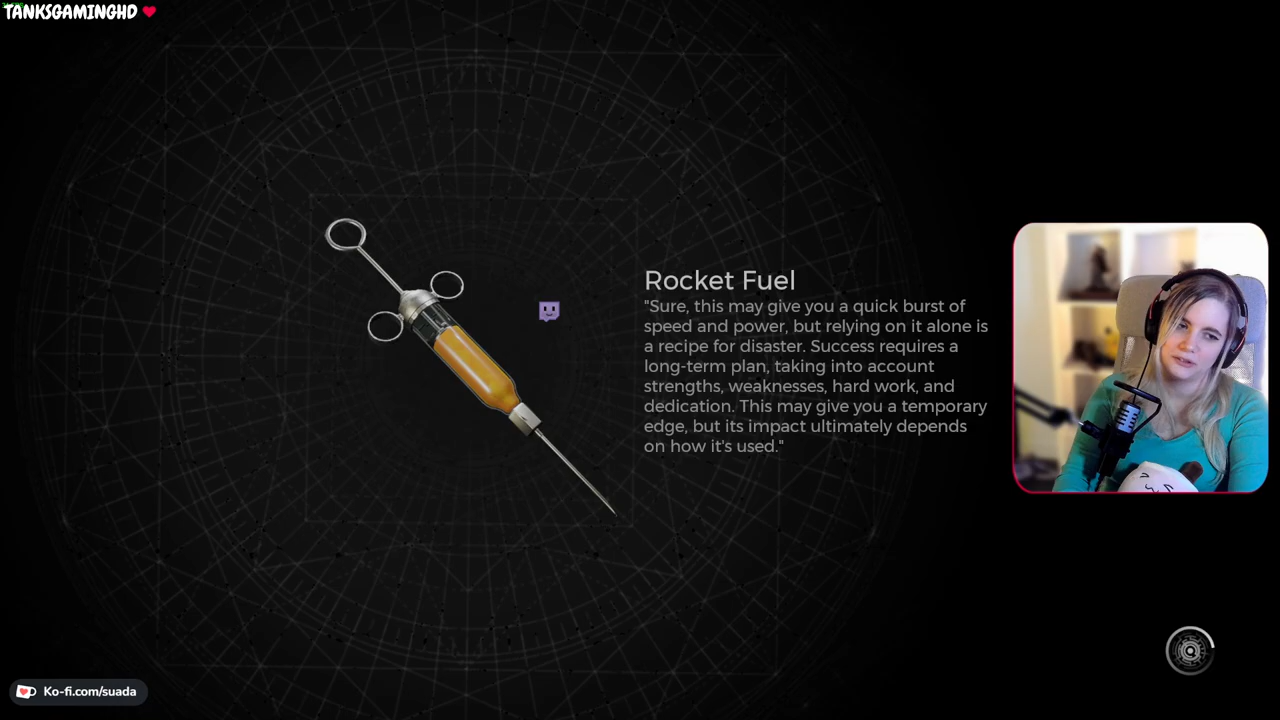 TANKSGAMINGHD
Rocket Fuel
"Sure, this may give you a quick burst of
speed and power, but relying on it alone is
a recipe for disaster. Success requires a
long-term plan, taking into account
strengths, weaknesses, hard work, and
dedication. This may give you a temporary
edge, but its impact ultimately depends
on how it's used."
Ko-fi.com/suada